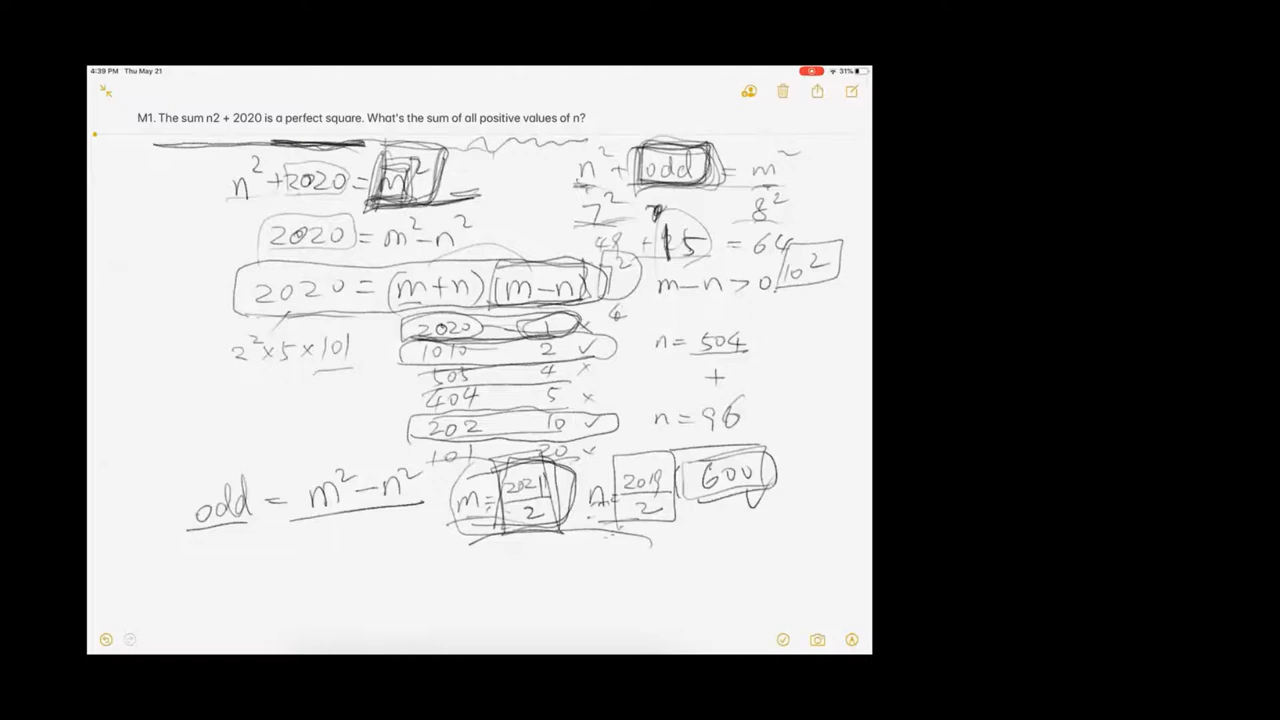 4:39 PM Thu May 21
31%
M1. The sum n2 + 2020 is a perfect square. What's the sum of all positive values of n?
n² + 2020 = m²
2020 = m² - n²
2020 = (m+n) (m-n)
2² × 5 × 101
2020 1 ×
1010 2 ✓
505 4 ×
404 5 ×
202 10 ✓
101 20 ×
odd = m² - n²
m = 2021/2
n = 2019/2
n² + odd = m²
7² 8²
48 + 15 = 64
m - n > 0
10²
n = 504
+
n = 96
600